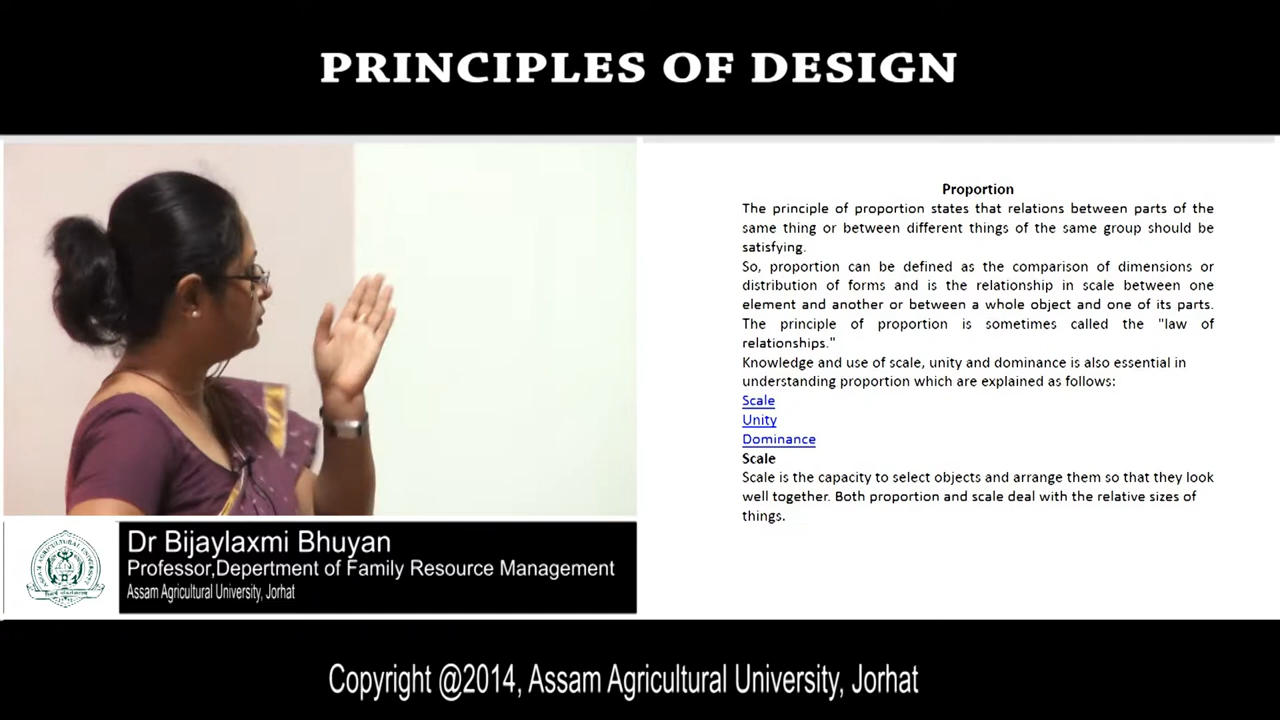 PRINCIPLES OF DESIGN
Proportion
The principle of proportion states that relations between parts of the
same thing or between different things of the same group should be
satisfying.
So, proportion can be defined as the comparison of dimensions or
distribution of forms and is the relationship in scale between one
element and another or between a whole object and one of its parts.
The principle of proportion is sometimes called the "law of
relationships."
Knowledge and use of scale, unity and dominance is also essential in
understanding proportion which are explained as follows:
Scale
Unity
Dominance
Scale
Scale is the capacity to select objects and arrange them so that they look
well together. Both proportion and scale deal with the relative sizes of
things.
Dr Bijaylaxmi Bhuyan
Professor,Depertment of Family Resource Management
Assam Agricultural University, Jorhat
Copyright @2014, Assam Agricultural University, Jorhat